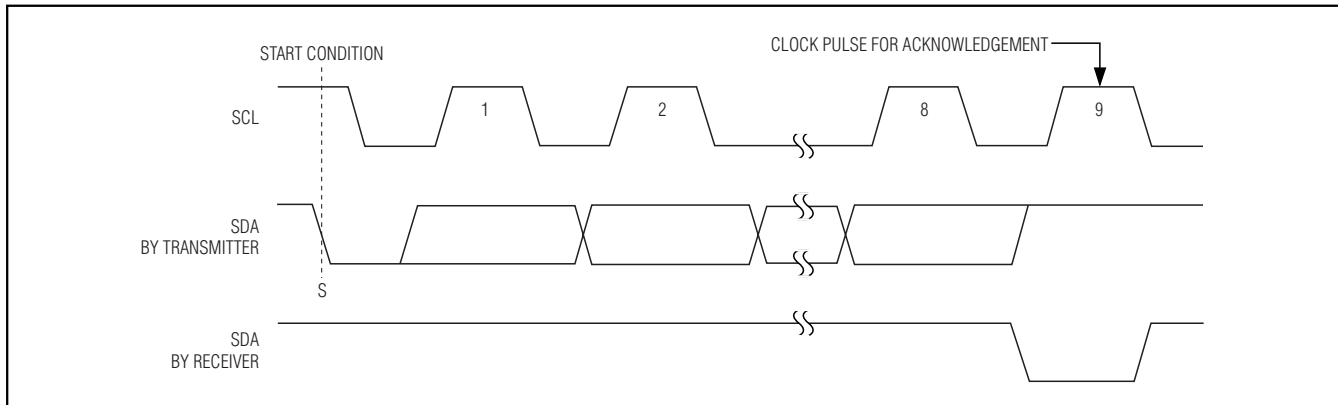 START CONDITION
CLOCK PULSE FOR ACKNOWLEDGEMENT
SCL
1
2
8
9
SDA
BY TRANSMITTER
S
SDA
BY RECEIVER